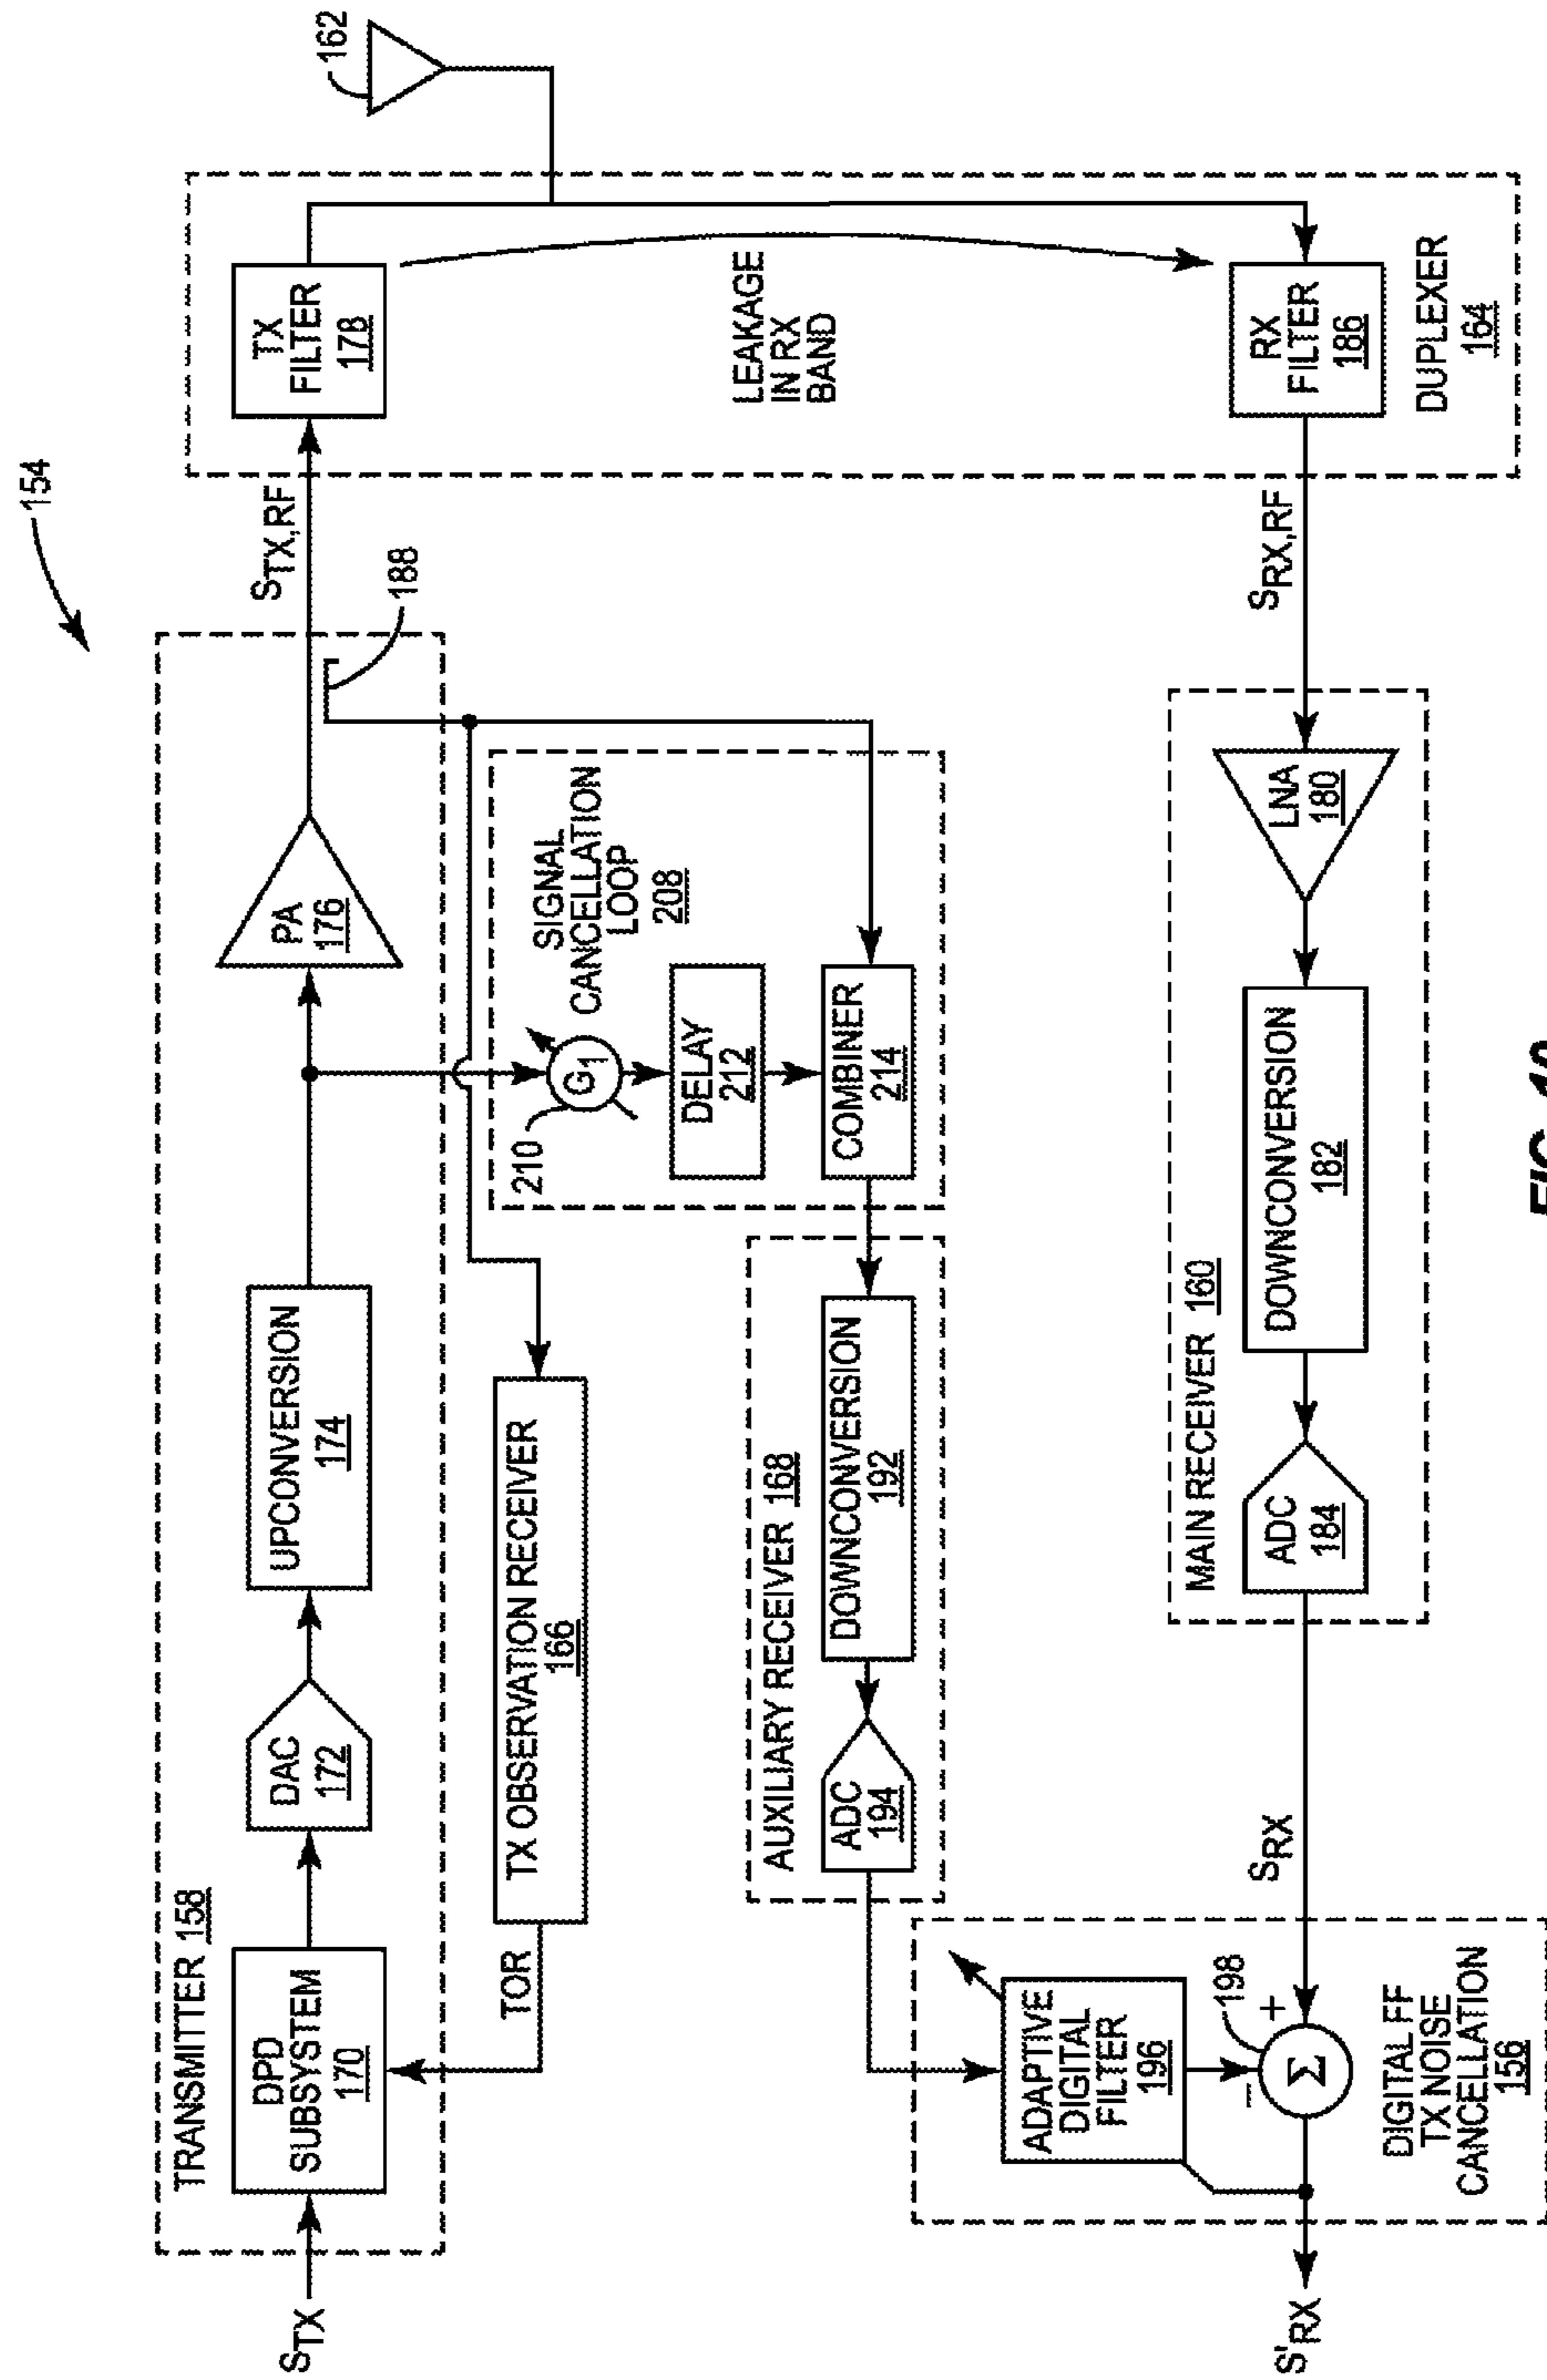 154
TRANSMITTER 158
S_TX
DPD
SUBSYSTEM
170
DAC
172
UPCONVERSION
174
PA
176
S_TX,RF
188
TX
FILTER
178
162
LEAKAGE
IN RX
BAND
RX
FILTER
186
DUPLEXER
164
TOR
TX OBSERVATION RECEIVER
166
SIGNAL
CANCELLATION
LOOP
208
210
G_1
DELAY
212
COMBINER
214
AUXILIARY RECEIVER 168
ADC
194
DOWNCONVERSION
192
ADAPTIVE
DIGITAL
FILTER
196
198
+
−
Σ
DIGITAL FF
TX NOISE
CANCELLATION
156
S'_RX
S_RX
MAIN RECEIVER 160
ADC
184
DOWNCONVERSION
182
LNA
180
S_RX,RF